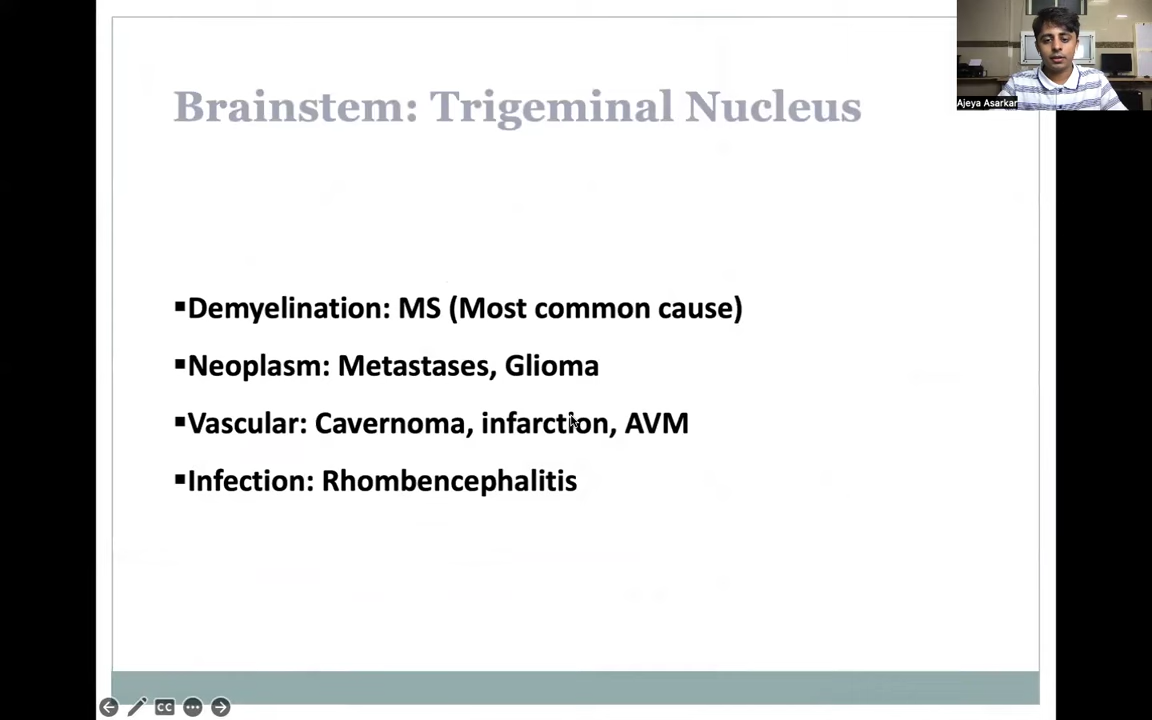 Brainstem: Trigeminal Nucleus
Ajeya Asarkar
▪Demyelination: MS (Most common cause)
▪Neoplasm: Metastases, Glioma
▪Vascular: Cavernoma, infarction, AVM
▪Infection: Rhombencephalitis
CC